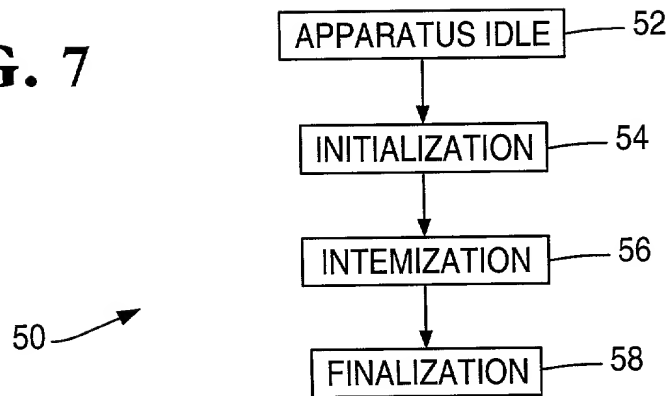 G. 7
APPARATUS IDLE 52
INITIALIZATION 54
INTEMIZATION 56
50
FINALIZATION 58